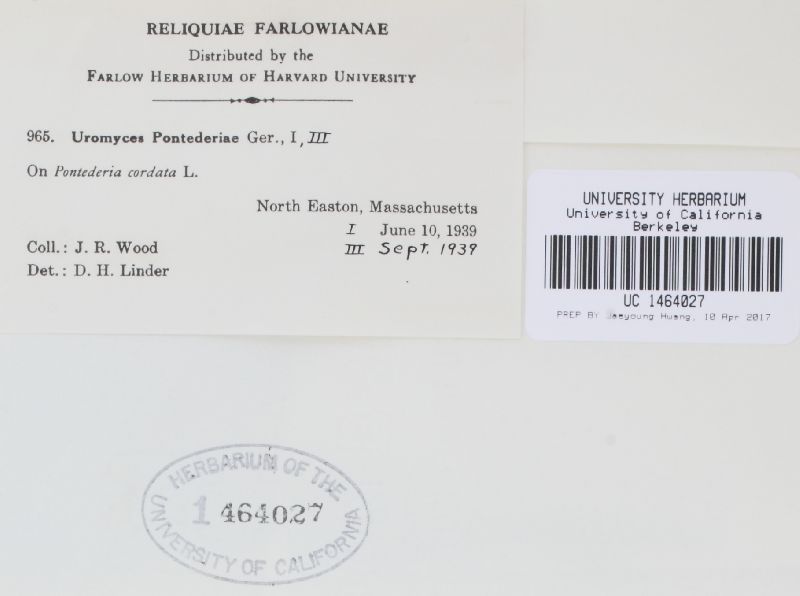 RELIQUIAE FARLOWIANAE
Distributed by the
FARLOW HERBARIUM OF HARVARD UNIVERSITY
965. Uromyces Pontederiae Ger., I, III
On Pontederia cordata L.
North Easton, Massachusetts
I June 10, 1939
Coll.: J. R. Wood III Sept. 1939
Det.: D. H. Linder
UNIVERSITY HERBARIUM
University of California
Berkeley
UC 1464027
PREP BY Huang, 10 Apr 2017
HERBARIUM OF THE
1464027
UNIVERSITY OF CALIFORNIA